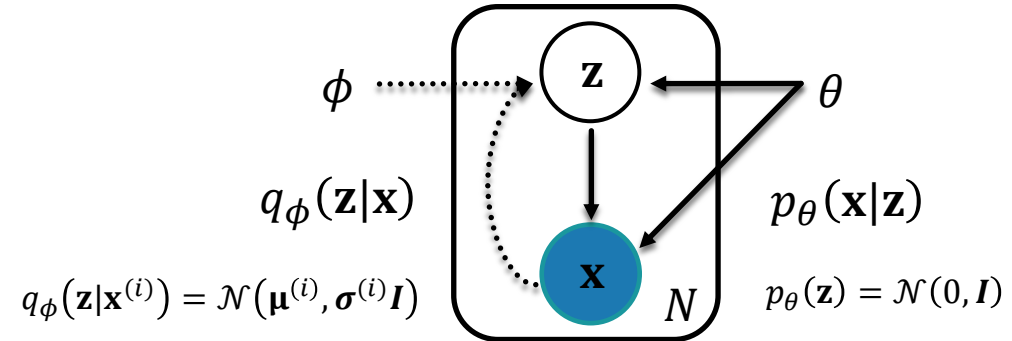 z
ϕ
θ
q_ϕ(z|x)
p_θ(x|z)
x
q_ϕ(z|x^(i)) = 𝒩(μ^(i), σ^(i)I)
N
p_θ(z) = 𝒩(0, I)